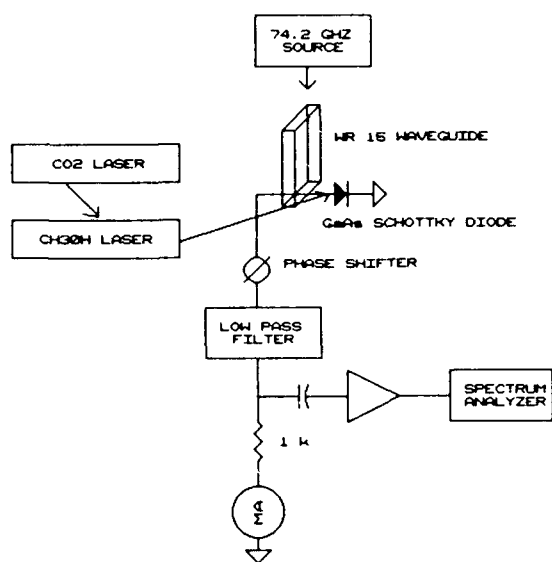 74.2 GHZ
SOURCE
WR 15 WAVEGUIDE
CO2 LASER
GaAs SCHOTTKY DIODE
CH3OH LASER
PHASE SHIFTER
LOW PASS
FILTER
SPECTRUM
ANALYZER
1 k
mA